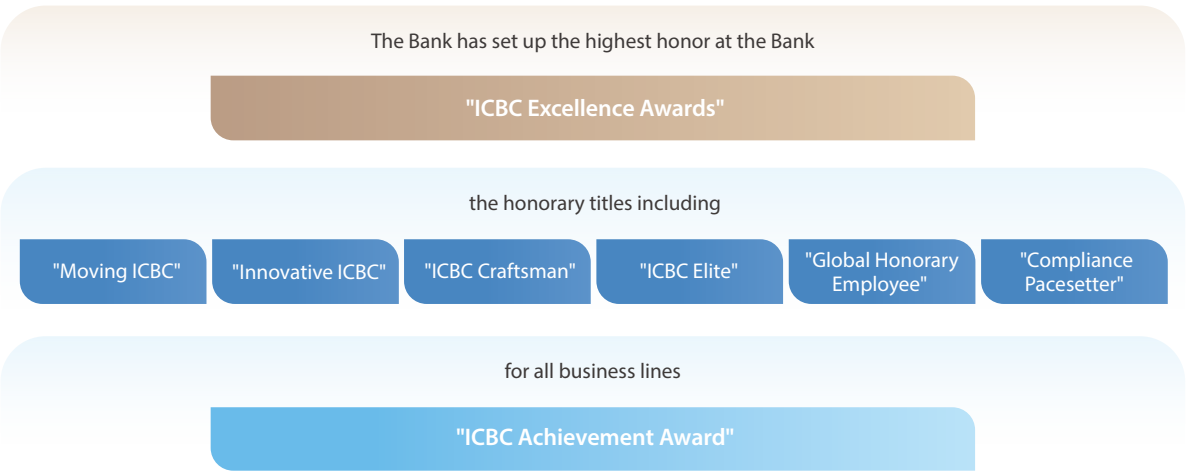 The Bank has set up the highest honor at the Bank
"ICBC Excellence Awards"
the honorary titles including
"Moving ICBC"
"Innovative ICBC"
"ICBC Craftsman"
"ICBC Elite"
"Global Honorary
Employee"
"Compliance
Pacesetter"
for all business lines
"ICBC Achievement Award"